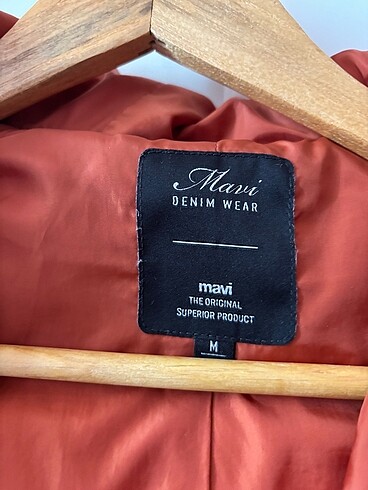 Mavi
DENIM WEAR
mavi
THE ORIGINAL
SUPERIOR PRODUCT
M